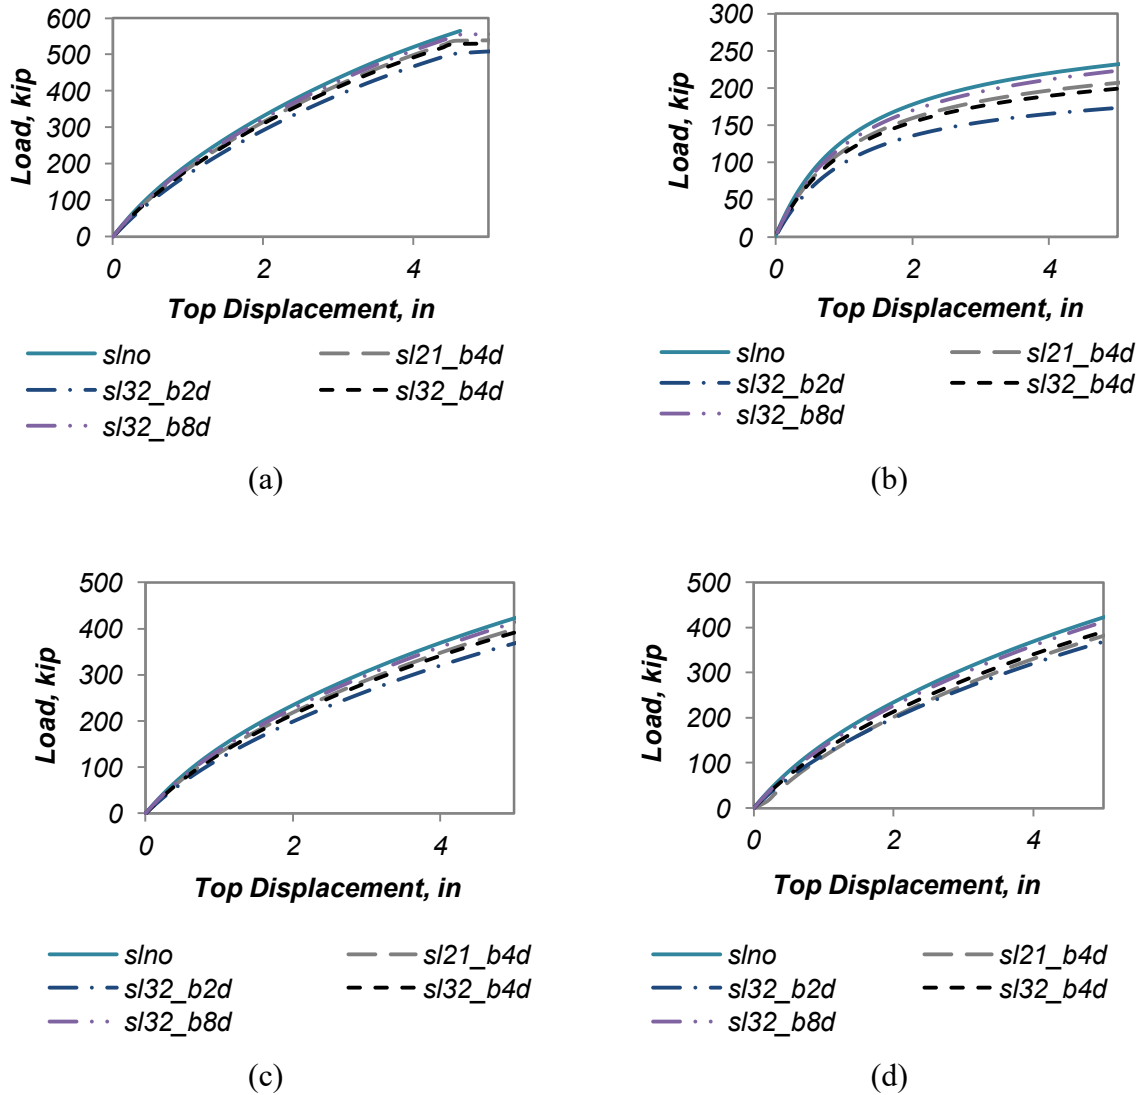 600
500
400
300
200
100
0
Load, kip
0 2 4
Top Displacement, in
slno sl21_b4d
sl32_b2d sl32_b4d
sl32_b8d
(a)
300
250
200
150
100
50
0
Load, kip
0 2 4
Top Displacement, in
slno sl21_b4d
sl32_b2d sl32_b4d
sl32_b8d
(b)
500
400
300
200
100
0
Load, kip
0 2 4
Top Displacement, in
slno sl21_b4d
sl32_b2d sl32_b4d
sl32_b8d
(c)
500
400
300
200
100
0
Load, kip
0 2 4
Top Displacement, in
slno sl21_b4d
sl32_b2d sl32_b4d
sl32_b8d
(d)